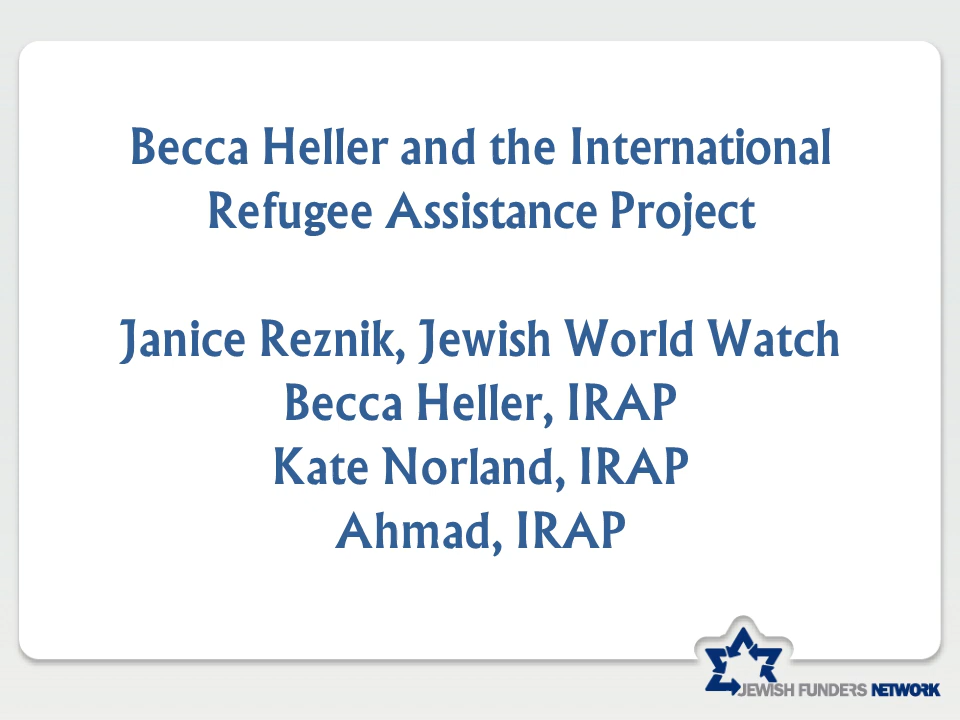 Becca Heller and the International
Refugee Assistance Project
Janice Reznik, Jewish World Watch
Becca Heller, IRAP
Kate Norland, IRAP
Ahmad, IRAP
JEWISH FUNDERS NETWORK